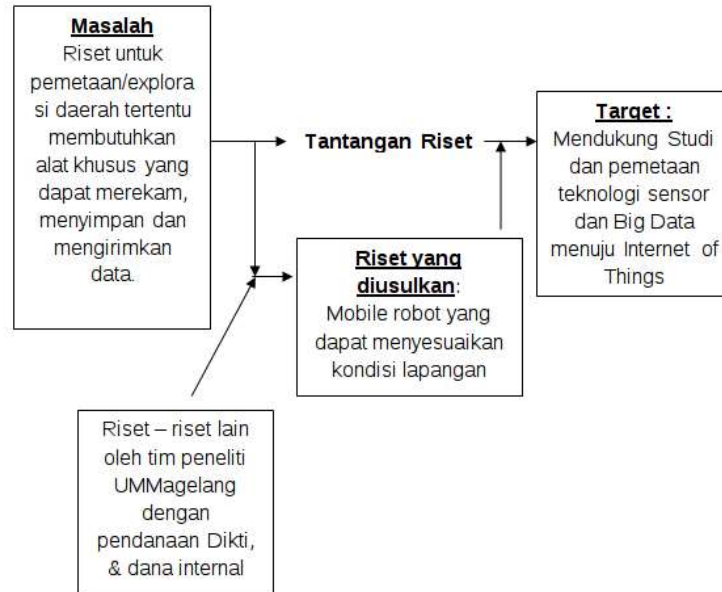 Masalah
Riset untuk
pemetaan/explora
si daerah tertentu
membutuhkan
alat khusus yang
dapat merekam,
menyimpan dan
mengirimkan
data.
Tantangan Riset
Target :
Mendukung Studi
dan pemetaan
teknologi sensor
dan Big Data
menuju Internet of
Things
Riset yang
diusulkan:
Mobile robot yang
dapat menyesuaikan
kondisi lapangan
Riset – riset lain
oleh tim peneliti
UMMagelang
dengan
pendanaan Dikti,
& dana internal